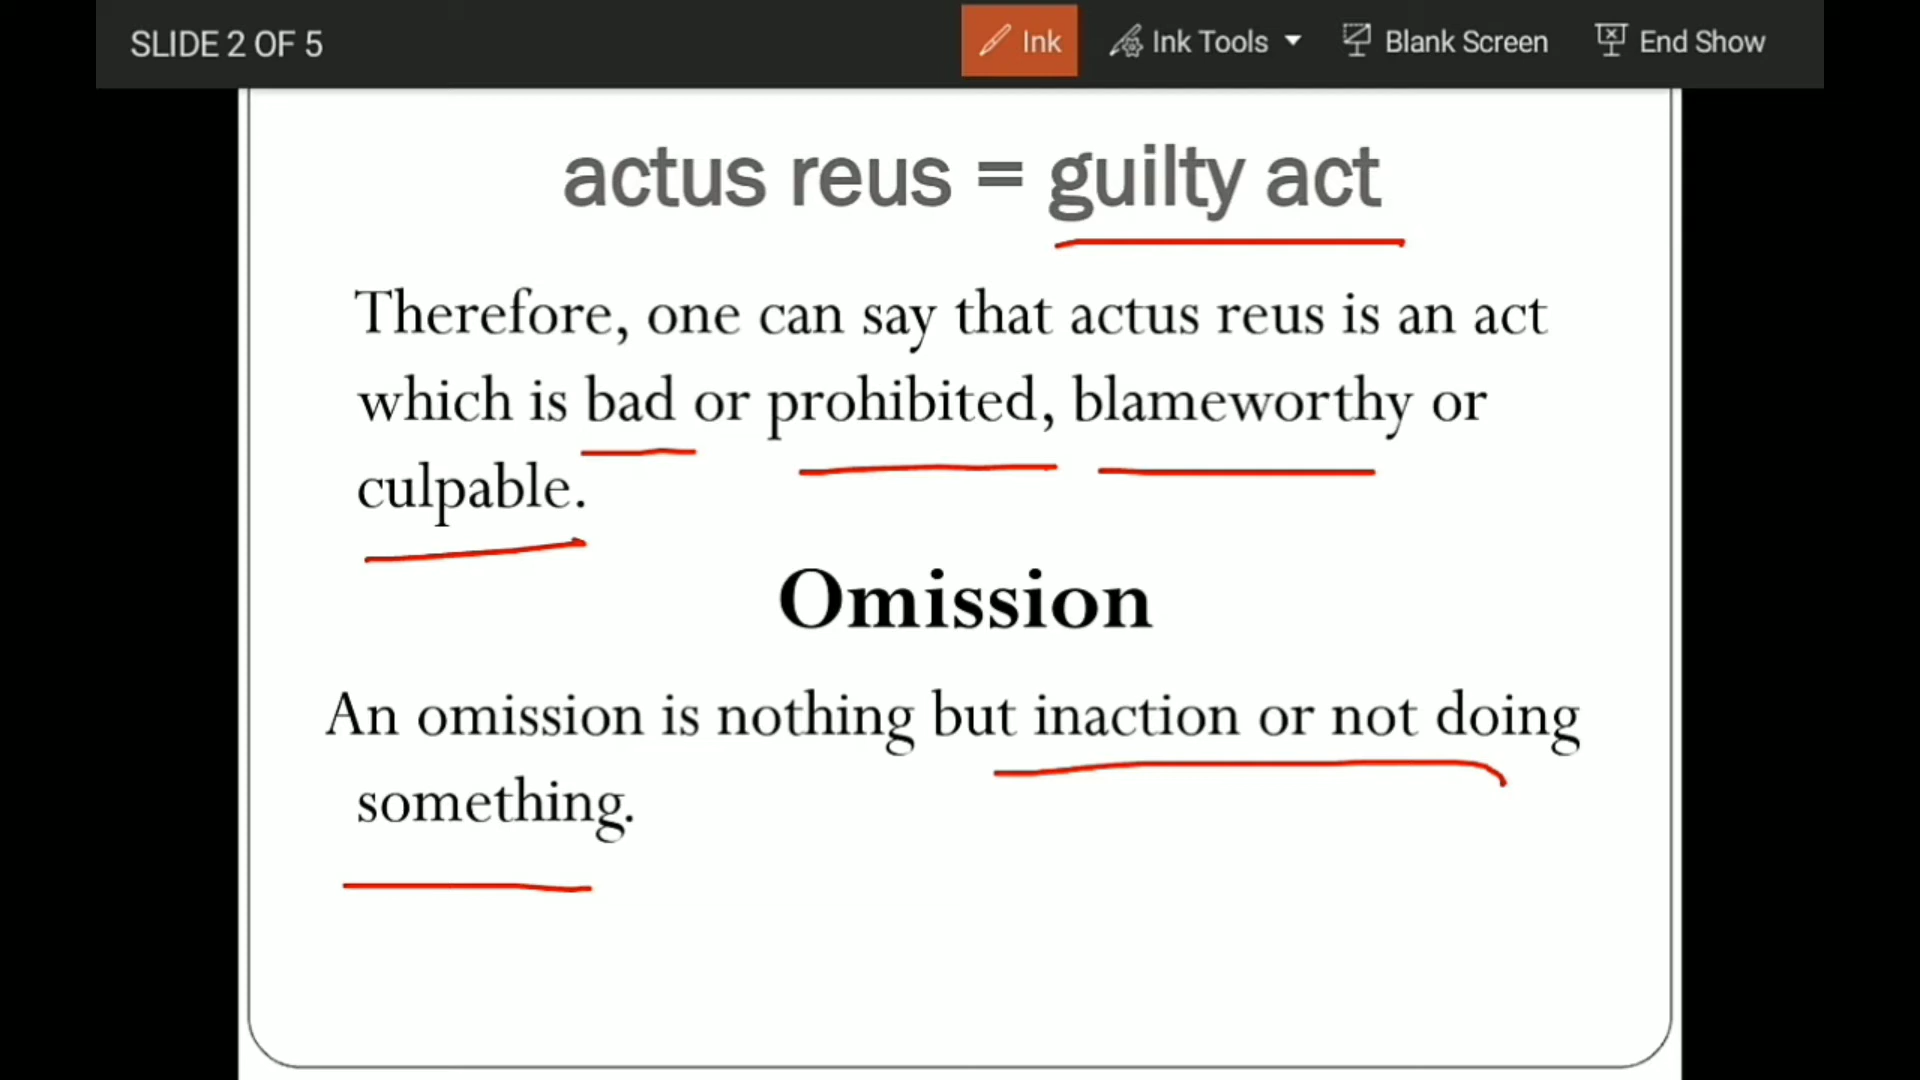 SLIDE 2 OF 5
Ink
Ink Tools
Blank Screen
End Show
actus reus = guilty act
Therefore, one can say that actus reus is an act
which is bad or prohibited, blameworthy or
culpable.
Omission
An omission is nothing but inaction or not doing
something.